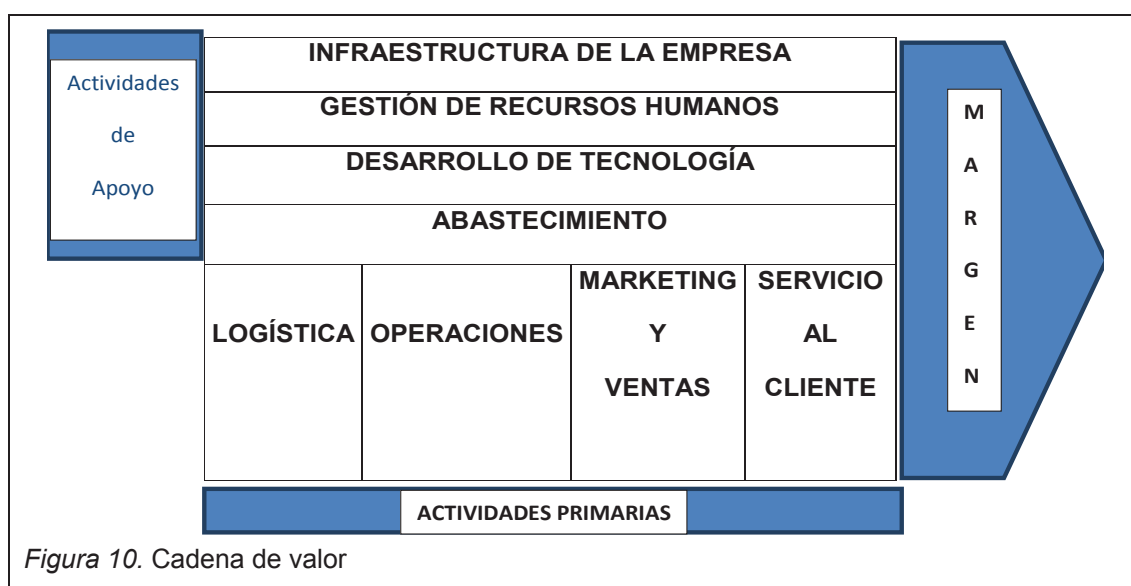 INFRAESTRUCTURA DE LA EMPRESA
Actividades
de
Apoyo
GESTIÓN DE RECURSOS HUMANOS
DESARROLLO DE TECNOLOGÍA
ABASTECIMIENTO
LOGÍSTICA
OPERACIONES
MARKETING
Y
VENTAS
SERVICIO
AL
CLIENTE
M
A
R
G
E
N
ACTIVIDADES PRIMARIAS
Figura 10. Cadena de valor